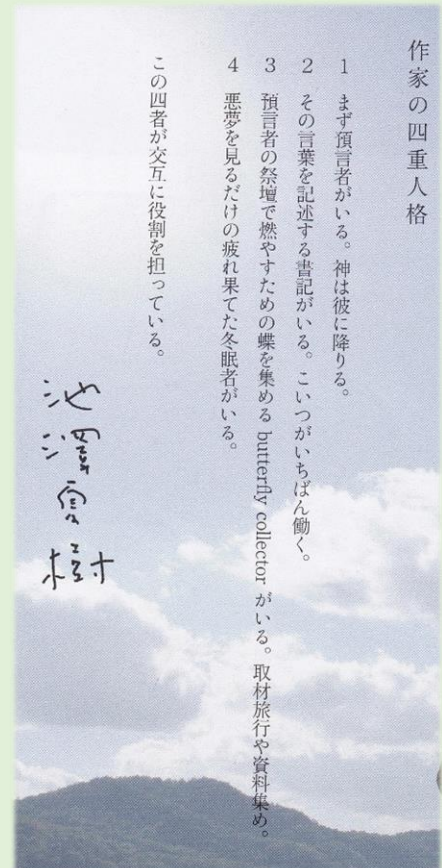 作家の四重人格
1 まず預言者がいる。神は彼に降りる。
2 その言葉を記述する書記がいる。こいつがいちばん働く。
3 預言者の祭壇で燃やすための蝶を集める butterfly collector がいる。取材旅行や資料集め。
4 悪夢を見るだけの疲れ果てた冬眠者がいる。
この四者が交互に役割を担っている。
池澤夏樹